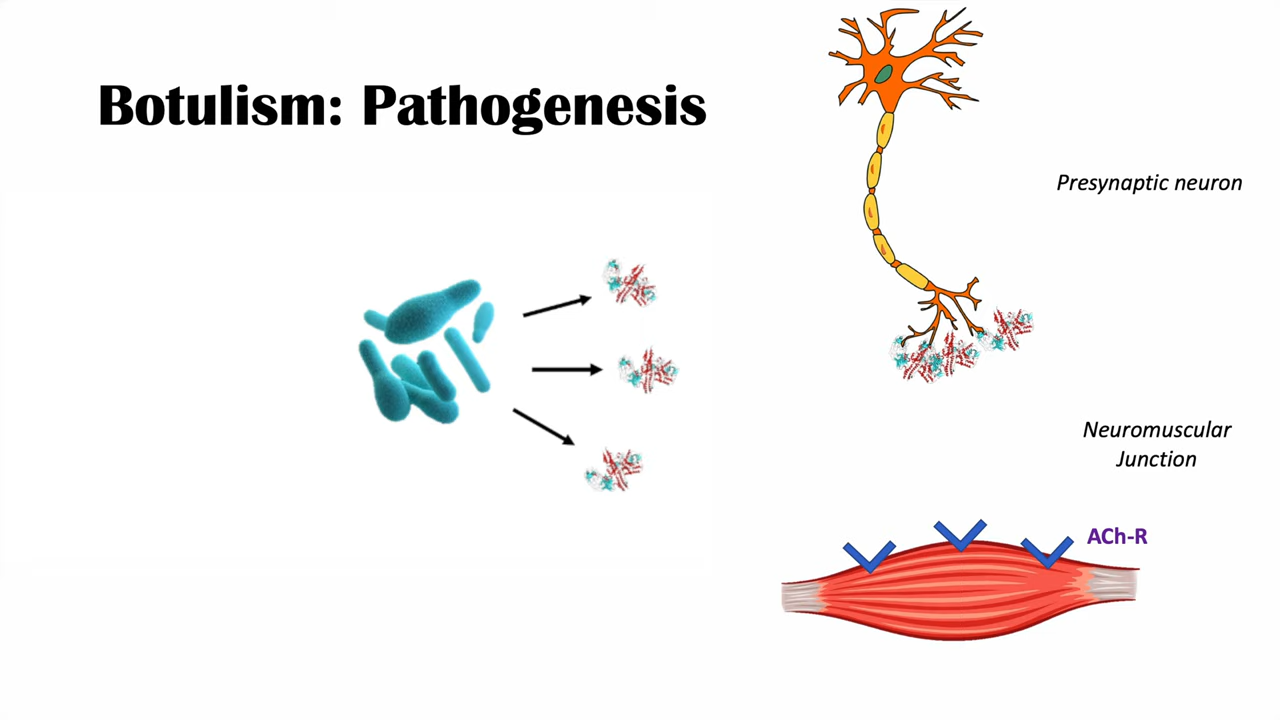 Botulism: Pathogenesis
Presynaptic neuron
Neuromuscular
Junction
ACh-R